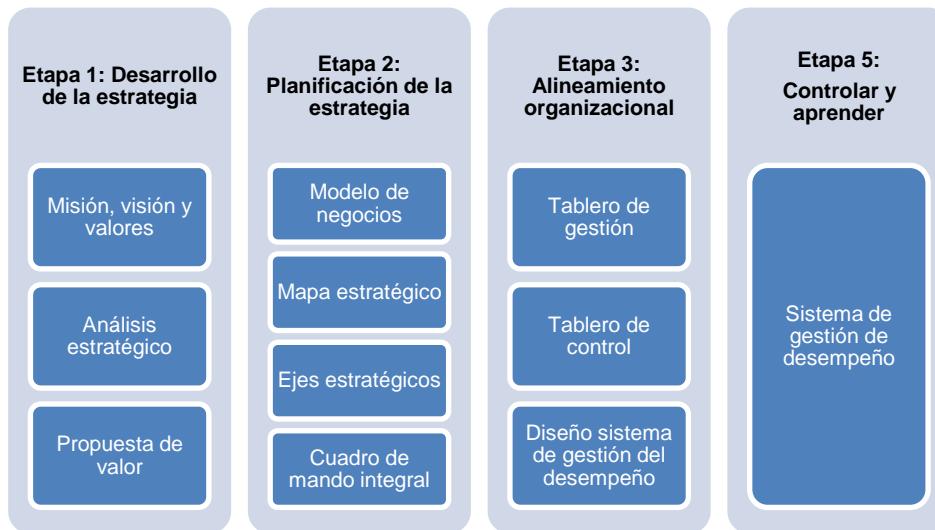 Etapa 1: Desarrollo
de la estrategia
Misión, visión y
valores
Análisis
estratégico
Propuesta de
valor
Etapa 2:
Planificación de la
estrategia
Modelo de
negocios
Mapa estratégico
Ejes estratégicos
Cuadro de
mando integral
Etapa 3:
Alineamiento
organizacional
Tablero de
gestión
Tablero de
control
Diseño sistema
de gestión del
desempeño
Etapa 5:
Controlar y
aprender
Sistema de
gestión de
desempeño